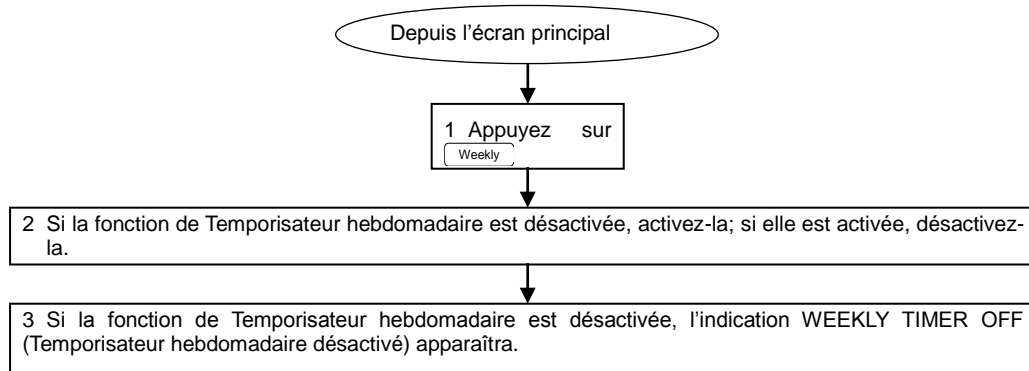 Depuis l’écran principal
1 Appuyez sur
Weekly
2 Si la fonction de Temporisateur hebdomadaire est désactivée, activez-la; si elle est activée, désactivez-
la.
3 Si la fonction de Temporisateur hebdomadaire est désactivée, l’indication WEEKLY TIMER OFF
(Temporisateur hebdomadaire désactivé) apparaîtra.